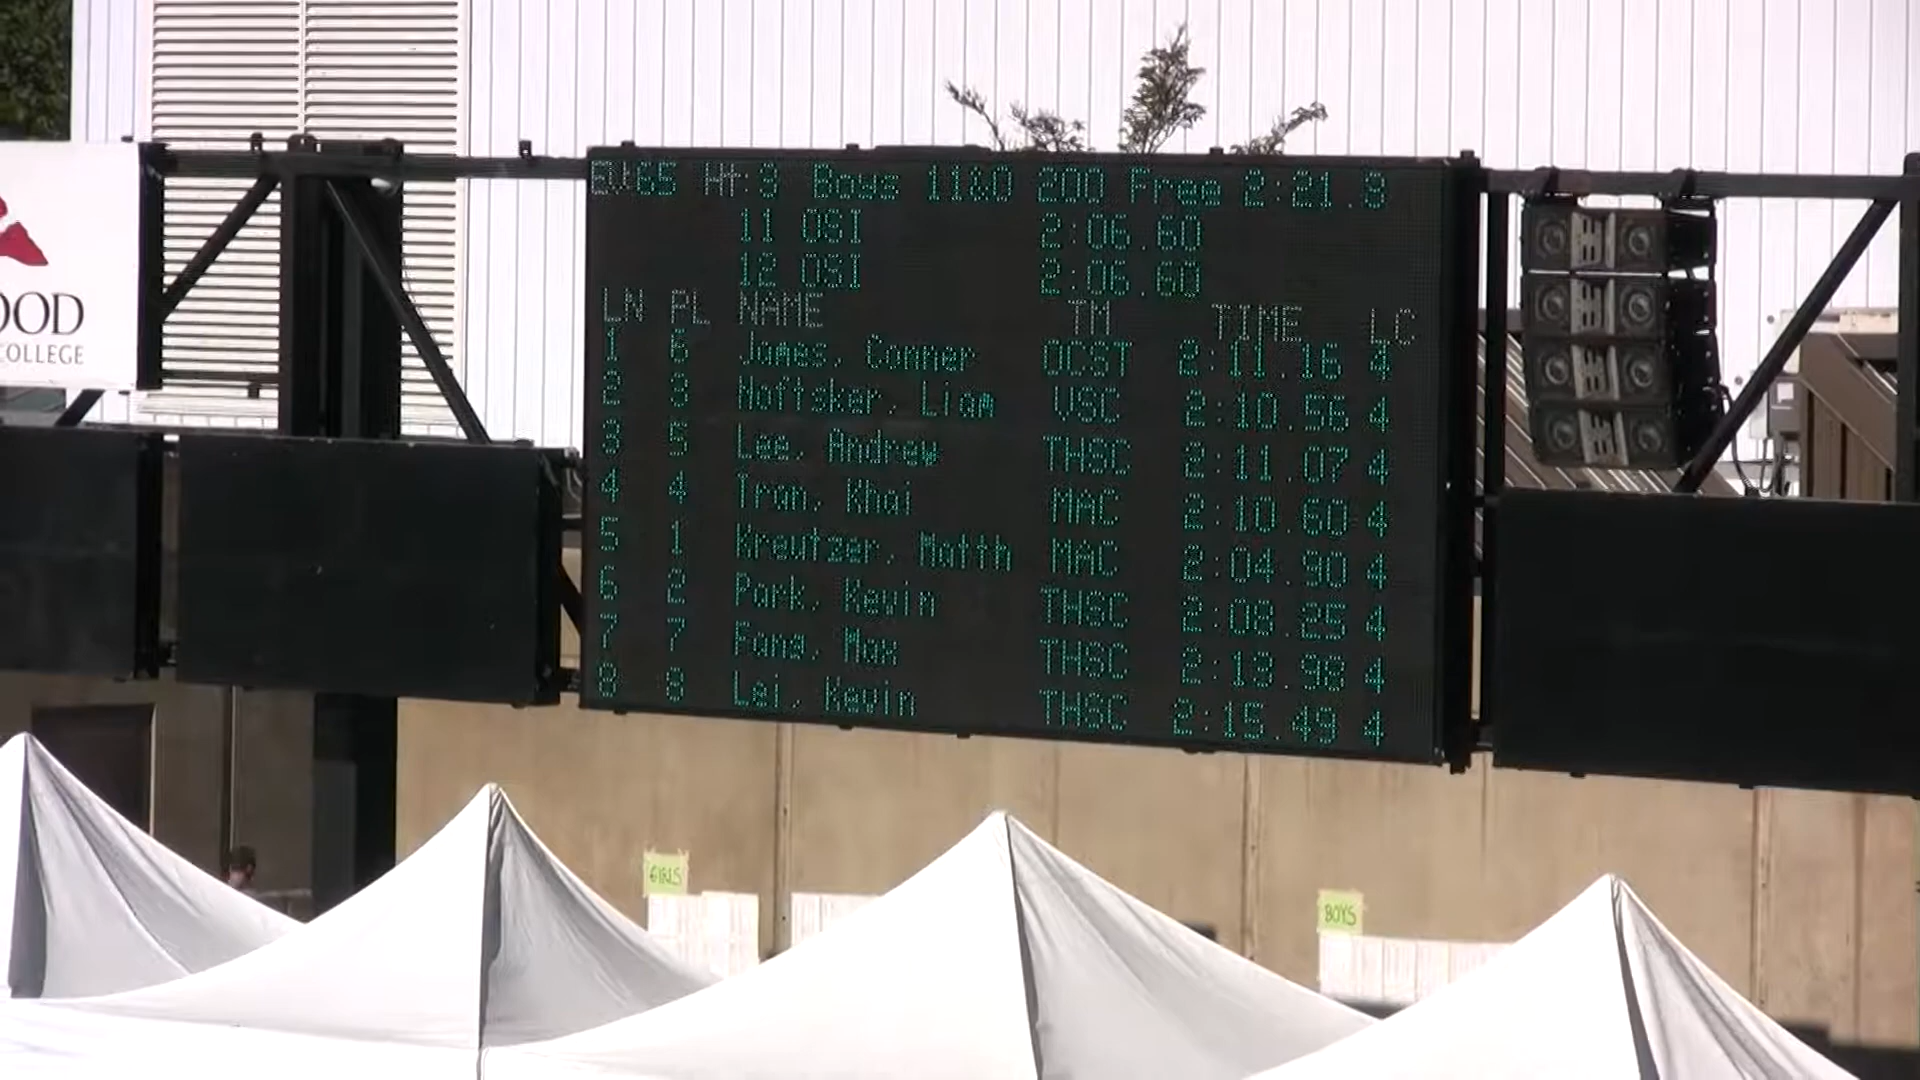 EV65 Ht:3 Boys 11&O 200 Free 2:21.8
11 OSI 2:06.60
12 OSI 2:06.60
LN PL NAME TM TIME LC
1 6 James, Conner OCST 2:11.16 4
2 3 Noftsker, Liam VSC 2:10.56 4
3 5 Lee, Andrew THSC 2:11.07 4
4 4 Tran, Khai MAC 2:10.60 4
5 1 Kreutzer, Matth MAC 2:04.90 4
6 2 Park, Kevin THSC 2:08.25 4
7 7 Fang, Max THSC 2:13.98 4
8 8 Lei, Kevin THSC 2:15.49 4
OOD
COLLEGE
GIRLS
BOYS